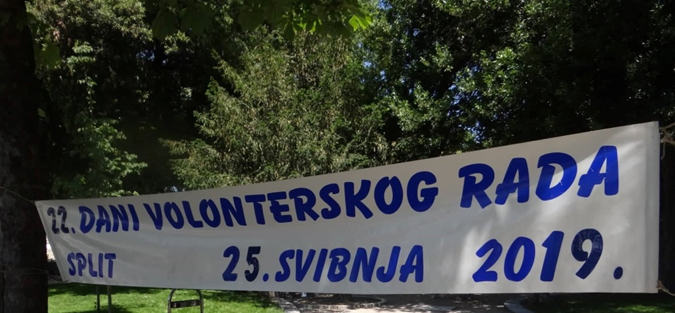 22. DANI VOLONTERSKOG RADA
SPLIT 25. SVIBNJA 2019.